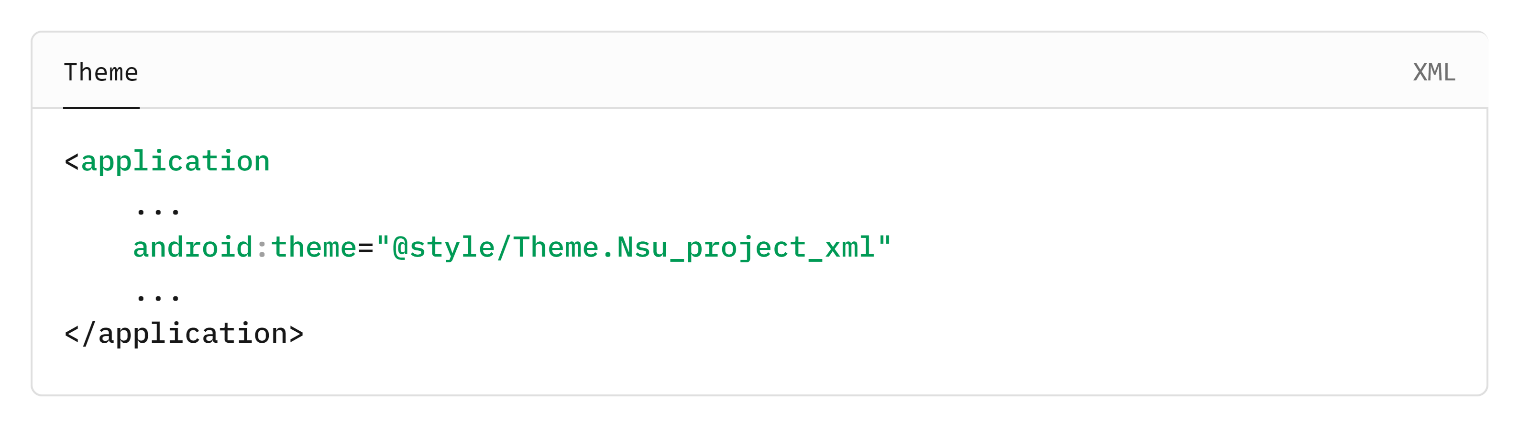 Theme
XML
<application
...
android:theme="@style/Theme.Nsu_project_xml"
...
</application>